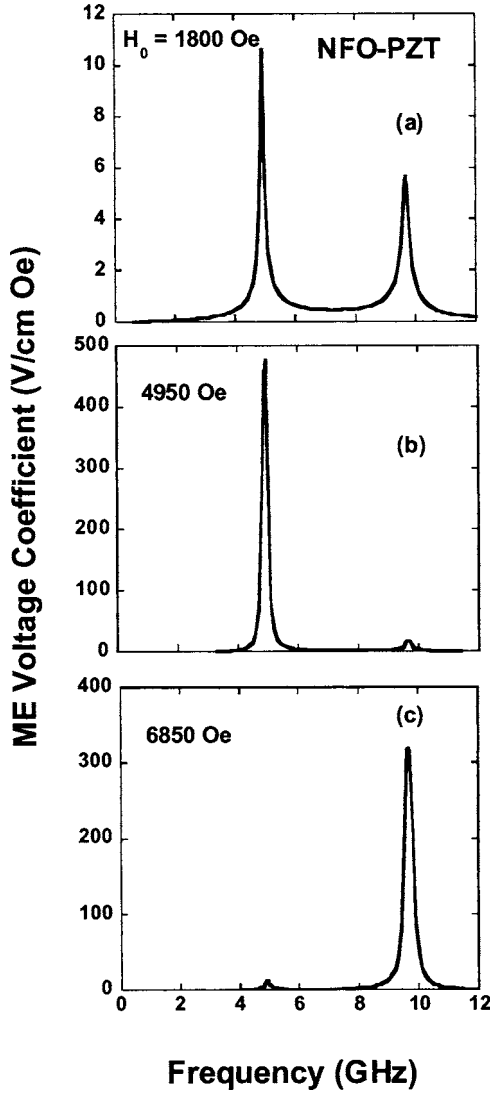 H0 = 1800 Oe
NFO-PZT
(a)
12
10
8
6
4
2
0
4950 Oe
(b)
500
400
300
200
100
0
6850 Oe
(c)
400
300
200
100
0
0 2 4 6 8 10 12
ME Voltage Coefficient (V/cm Oe)
Frequency (GHz)